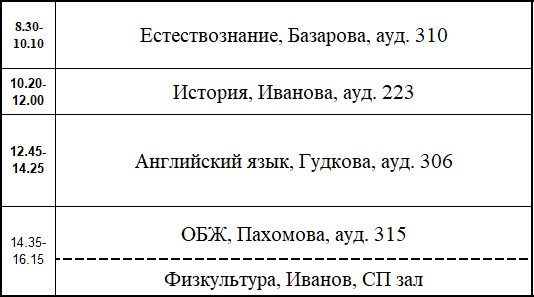 8.30-
10.10
Естествознание, Базарова, ауд. 310
10.20-
12.00
История, Иванова, ауд. 223
12.45-
14.25
Английский язык, Гудкова, ауд. 306
14.35-
16.15
ОБЖ, Пахомова, ауд. 315
Физкультура, Иванов, СП зал